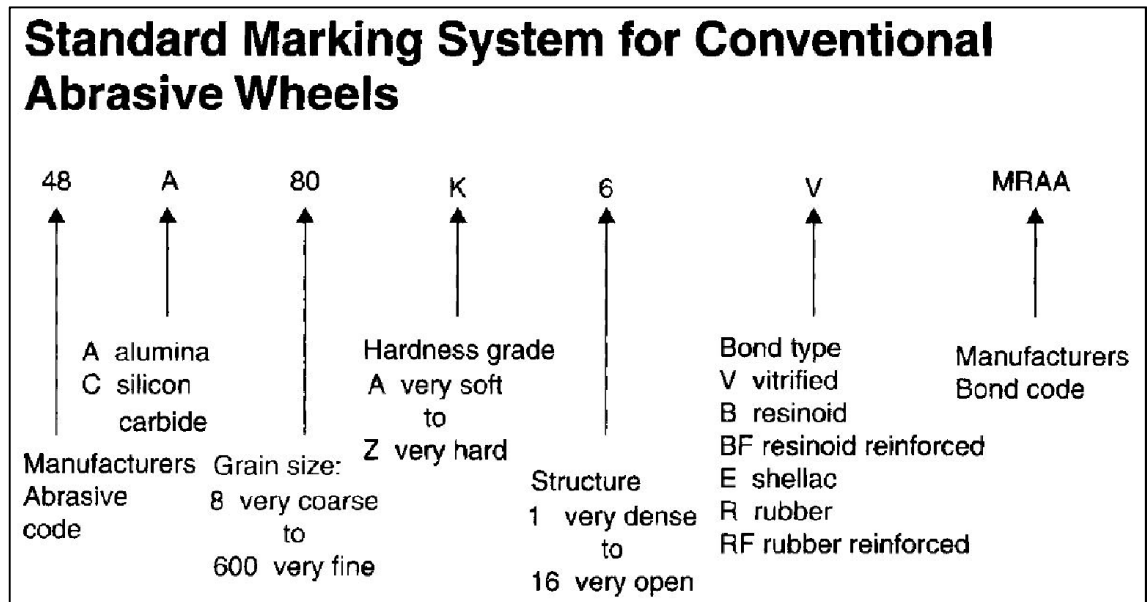 Standard Marking System for Conventional
Abrasive Wheels
48 A 80 K 6 V MRAA
A alumina
C silicon
carbide
Manufacturers
Abrasive
code
Grain size:
8 very coarse
to
600 very fine
Hardness grade
A very soft
to
Z very hard
Structure
1 very dense
to
16 very open
Bond type
V vitrified
B resinoid
BF resinoid reinforced
E shellac
R rubber
RF rubber reinforced
Manufacturers
Bond code